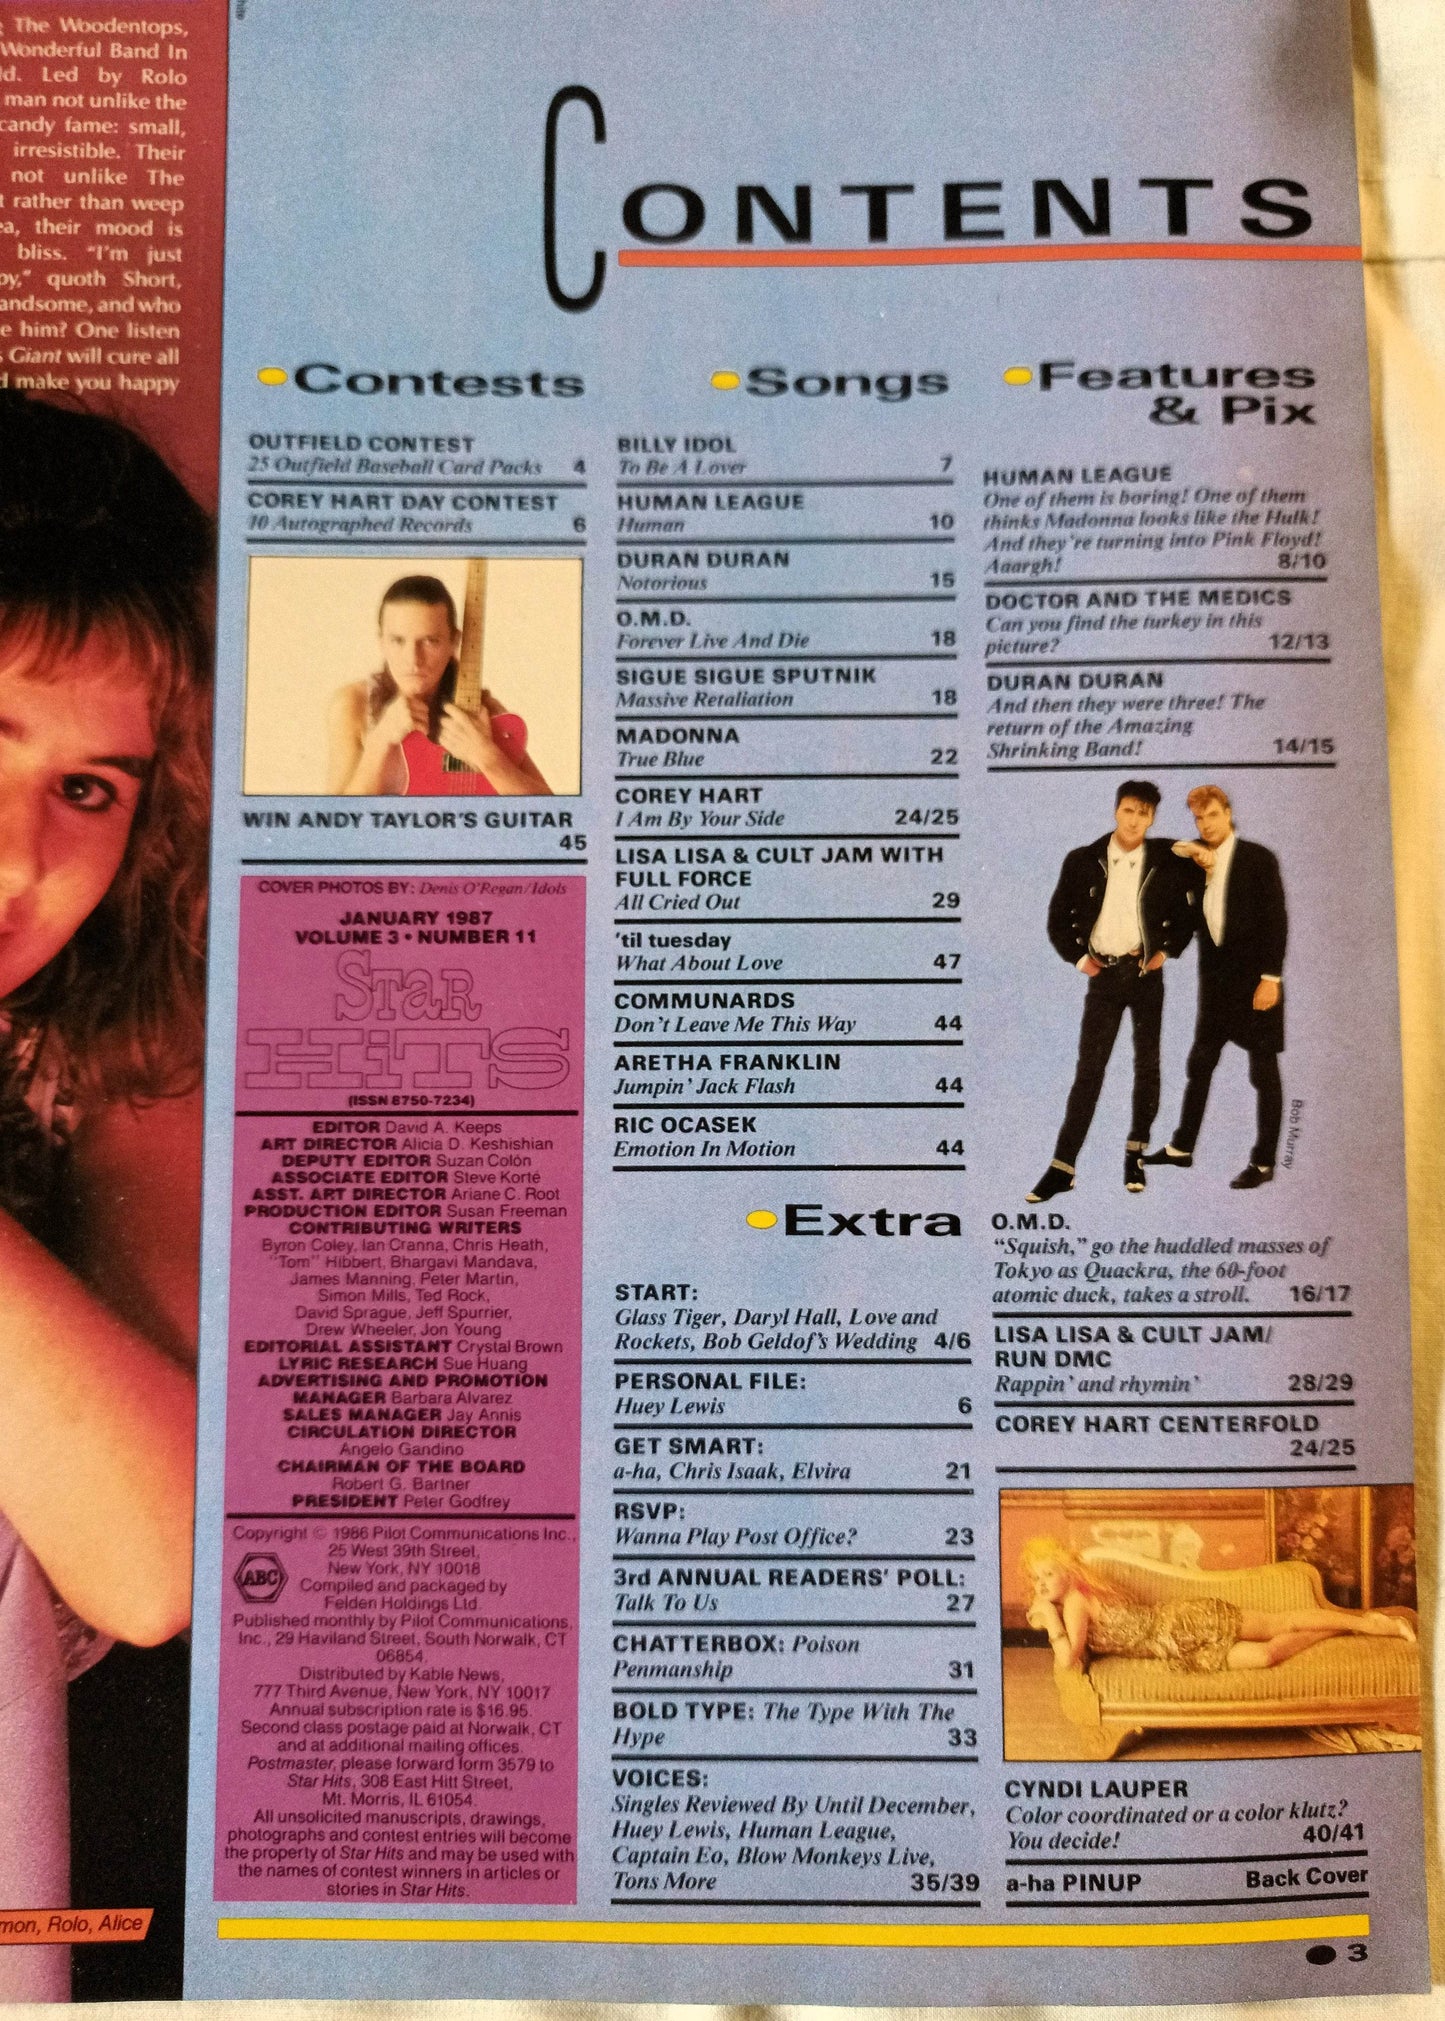 The Woodentops,
Wonderful Band In
Led by Rolo
man not unlike the
candy fame: small,
irresistible. Their
not unlike The
rather than weep
their mood is
bliss. "I'm just
quoth Short,
and who
him? One listen
Giant will cure all
make you happy
mon, Rolo, Alice
CONTENTS
Contests
OUTFIELD CONTEST
25 Outfield Baseball Card Packs 4
COREY HART DAY CONTEST
10 Autographed Records 6
WIN ANDY TAYLOR'S GUITAR
45
COVER PHOTOS BY: Denis O'Regan/Idols
JANUARY 1987
VOLUME 3 • NUMBER 11
STAR
HITS
(ISSN 8750-7234)
EDITOR David A. Keeps
ART DIRECTOR Alicia D. Keshishian
DEPUTY EDITOR Suzan Colón
ASSOCIATE EDITOR Steve Korté
ASST. ART DIRECTOR Ariane C. Root
PRODUCTION EDITOR Susan Freeman
CONTRIBUTING WRITERS
Byron Coley, Ian Cranna, Chris Heath,
"Tom" Hibbert, Bhargavi Mandava,
James Manning, Peter Martin,
Simon Mills, Ted Rock,
David Sprague, Jeff Spurrier,
Drew Wheeler, Jon Young
EDITORIAL ASSISTANT Crystal Brown
LYRIC RESEARCH Sue Huang
ADVERTISING AND PROMOTION
MANAGER Barbara Alvarez
SALES MANAGER Jay Annis
CIRCULATION DIRECTOR
Angelo Gandino
CHAIRMAN OF THE BOARD
Robert G. Bartner
PRESIDENT Peter Godfrey
Copyright © 1986 Pilot Communications Inc.,
25 West 39th Street,
New York, NY 10018
ABC
Compiled and packaged by
Felden Holdings Ltd.
Published monthly by Pilot Communications,
Inc., 29 Haviland Street, South Norwalk, CT
06854.
Distributed by Kable News,
777 Third Avenue, New York, NY 10017
Annual subscription rate is $16.95.
Second class postage paid at Norwalk, CT
and at additional mailing offices.
Postmaster, please forward form 3579 to
Star Hits, 308 East Hitt Street,
Mt. Morris, IL 61054.
All unsolicited manuscripts, drawings,
photographs and contest entries will become
the property of Star Hits and may be used with
the names of contest winners in articles or
stories in Star Hits.
Songs
BILLY IDOL
To Be A Lover 7
HUMAN LEAGUE
Human 10
DURAN DURAN
Notorious 15
O.M.D.
Forever Live And Die 18
SIGUE SIGUE SPUTNIK
Massive Retaliation 18
MADONNA
True Blue 22
COREY HART
I Am By Your Side 24/25
LISA LISA & CULT JAM WITH
FULL FORCE
All Cried Out 29
'til tuesday
What About Love 47
COMMUNARDS
Don't Leave Me This Way 44
ARETHA FRANKLIN
Jumpin' Jack Flash 44
RIC OCASEK
Emotion In Motion 44
Extra
START:
Glass Tiger, Daryl Hall, Love and
Rockets, Bob Geldof's Wedding 4/6
PERSONAL FILE:
Huey Lewis 6
GET SMART:
a-ha, Chris Isaak, Elvira 21
RSVP:
Wanna Play Post Office? 23
3rd ANNUAL READERS' POLL:
Talk To Us 27
CHATTERBOX: Poison
Penmanship 31
BOLD TYPE: The Type With The
Hype 33
VOICES:
Singles Reviewed By Until December,
Huey Lewis, Human League,
Captain Eo, Blow Monkeys Live,
Tons More 35/39
Features
& Pix
HUMAN LEAGUE
One of them is boring! One of them
thinks Madonna looks like the Hulk!
And they're turning into Pink Floyd!
Aaargh! 8/10
DOCTOR AND THE MEDICS
Can you find the turkey in this
picture? 12/13
DURAN DURAN
And then they were three! The
return of the Amazing
Shrinking Band! 14/15
Bob Murray
O.M.D.
"Squish," go the huddled masses of
Tokyo as Quackra, the 60-foot
atomic duck, takes a stroll. 16/17
LISA LISA & CULT JAM/
RUN DMC
Rappin' and rhymin' 28/29
COREY HART CENTERFOLD
24/25
CYNDI LAUPER
Color coordinated or a color klutz?
You decide! 40/41
a-ha PINUP Back Cover
3